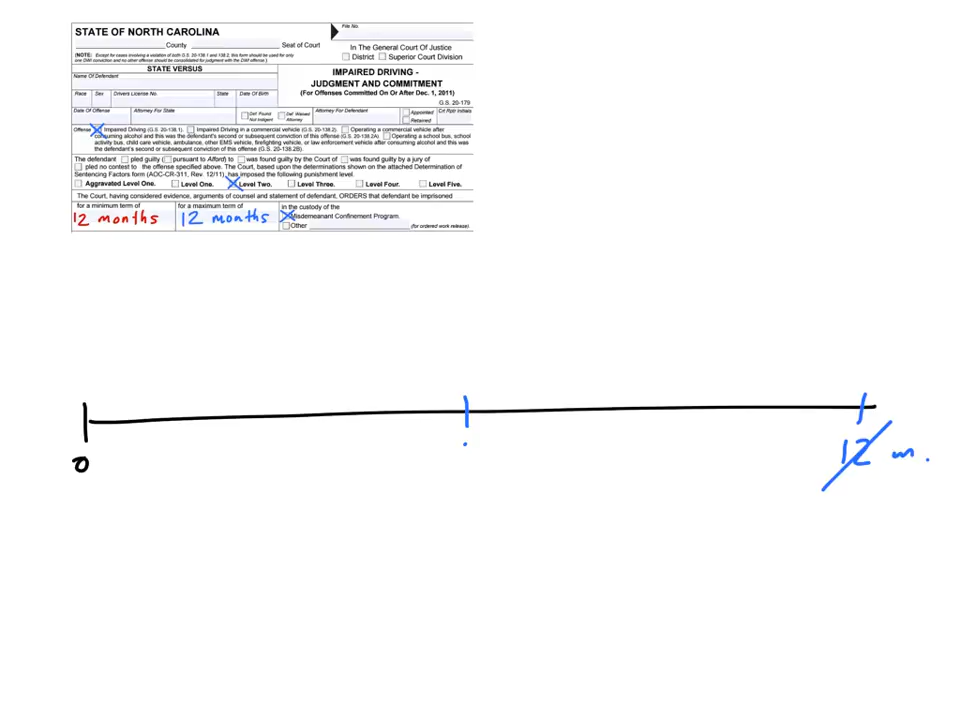 STATE OF NORTH CAROLINA
File No.
County Seat of Court
In The General Court Of Justice
District Superior Court Division
(NOTE: Except for cases involving a violation of both G.S. 20-138.1 and 138.2, this form should be used for only
one DWI conviction and no other offense should be consolidated for judgment with the DWI offense.)
STATE VERSUS
Name Of Defendant
IMPAIRED DRIVING -
JUDGMENT AND COMMITMENT
(For Offenses Committed On Or After Dec. 1, 2011)
G.S. 20-179
Race Sex Drivers License No. State Date Of Birth
Date Of Offense Attorney For State Def. Found Not Indigent Def. Waived Attorney Attorney For Defendant Appointed Retained Crt Rptr Initials
Offense Impaired Driving (G.S. 20-138.1). Impaired Driving in a commercial vehicle (G.S. 20-138.2). Operating a commercial vehicle after
consuming alcohol and this was the defendant's second or subsequent conviction of this offense (G.S. 20-138.2A). Operating a school bus, school
activity bus, child care vehicle, ambulance, other EMS vehicle, firefighting vehicle, or law enforcement vehicle after consuming alcohol and this was
the defendant's second or subsequent conviction of this offense (G.S. 20-138.2B).
The defendant pled guilty (pursuant to Alford) to was found guilty by the Court of was found guilty by a jury of
pled no contest to the offense specified above. The Court, based upon the determinations shown on the attached Determination of
Sentencing Factors form (AOC-CR-311, Rev. 12/11), has imposed the following punishment level.
Aggravated Level One. Level One. Level Two. Level Three. Level Four. Level Five.
The Court, having considered evidence, arguments of counsel and statement of defendant, ORDERS that defendant be imprisoned
for a minimum term of for a maximum term of in the custody of the
12 months 12 months Misdemeanant Confinement Program.
Other (for ordered work release).
0
12 m.